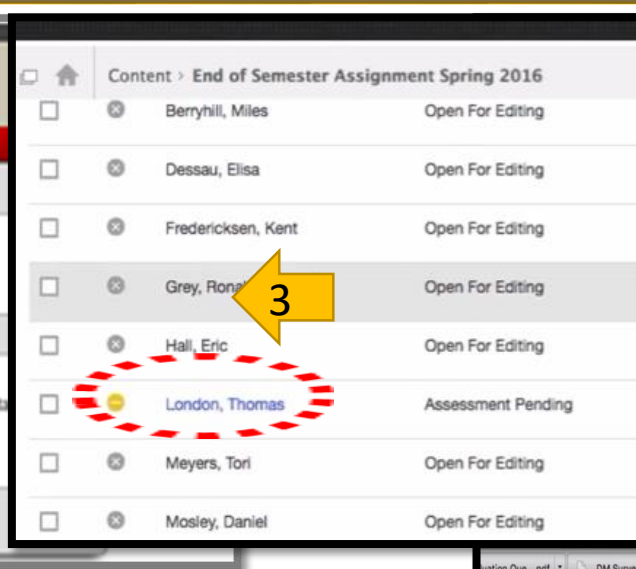 Content > End of Semester Assignment Spring 2016
Berryhill, Miles Open For Editing
Dessau, Elisa Open For Editing
Fredericksen, Kent Open For Editing
Grey, Open For Editing
3
Hall, Eric Open For Editing
London, Thomas Assessment Pending
Meyers, Tori Open For Editing
Mosley, Daniel Open For Editing